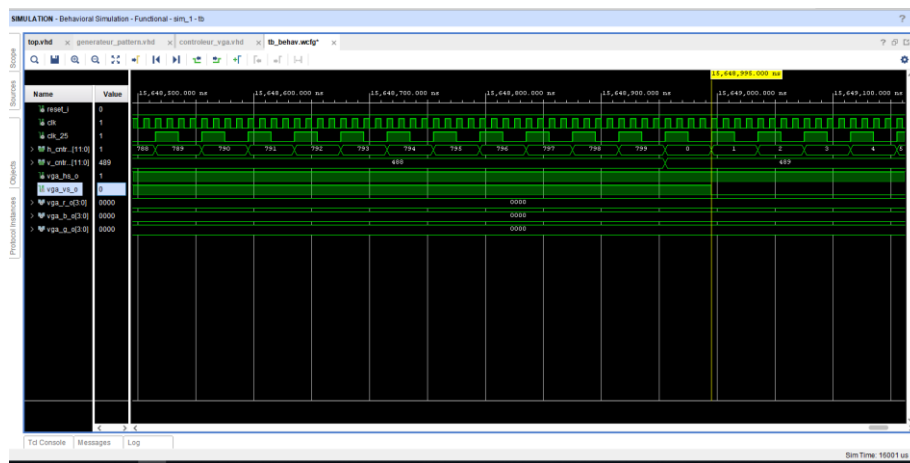 SIMULATION - Behavioral Simulation - Functional - sim_1 - tb
?
top.vhd × generateur_pattern.vhd × controleur_vga.vhd × tb_behav.wcfg* ×
Scope
Sources
Objects
Protocol Instances
15,648,995.000 ns
Name Value
15,648,500.000 ns 15,648,600.000 ns 15,648,700.000 ns 15,648,800.000 ns 15,648,900.000 ns 15,649,000.000 ns 15,649,100.000 ns
reset_i 0
clk 1
clk_25 1
h_cntr...[11:0] 1 788 789 790 791 792 793 794 795 796 797 798 799 0 1 2 3 4 5
v_cntr...[11:0] 489 488 489
vga_hs_o 1
vga_vs_o 0
vga_r_o[3:0] 0000 0000
vga_b_o[3:0] 0000 0000
vga_g_o[3:0] 0000 0000
Tcl Console Messages Log
Sim Time: 16001 us